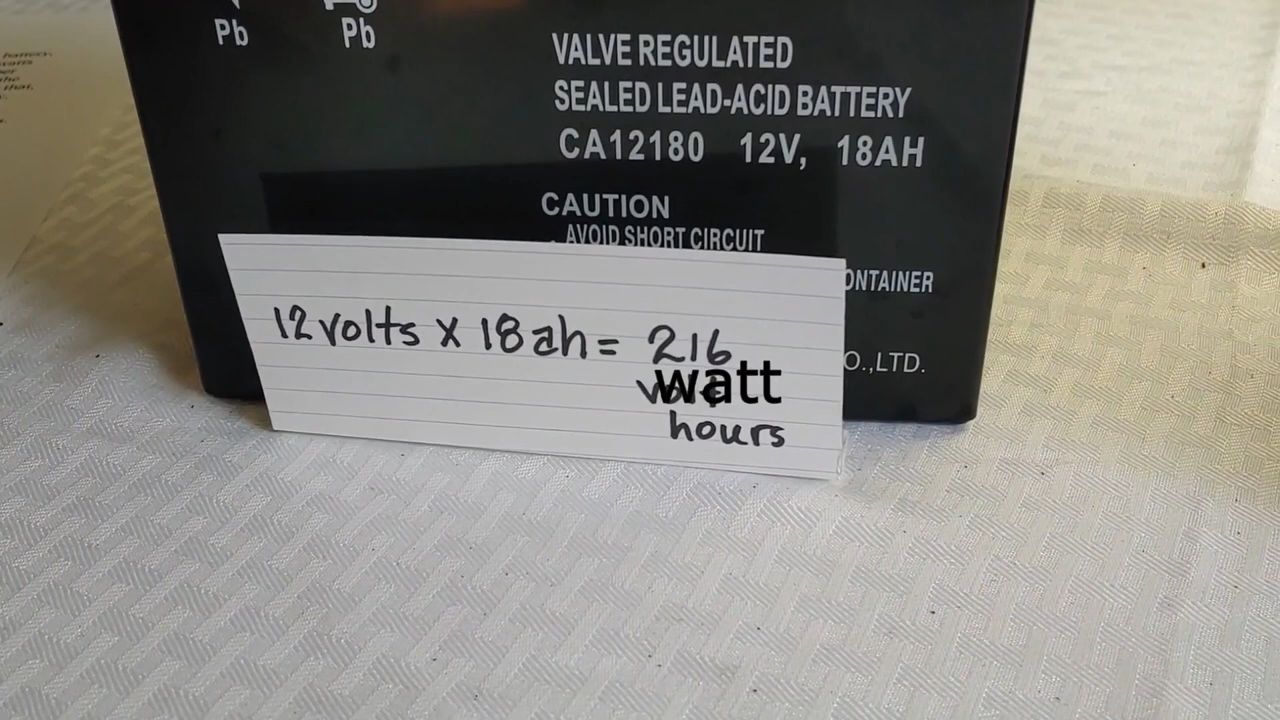 Pb Pb
VALVE REGULATED
SEALED LEAD-ACID BATTERY
CA12180 12V, 18AH
CAUTION
AVOID SHORT CIRCUIT
ONTAINER
O.,LTD.
12 volts x 18 ah = 216
watt
hours